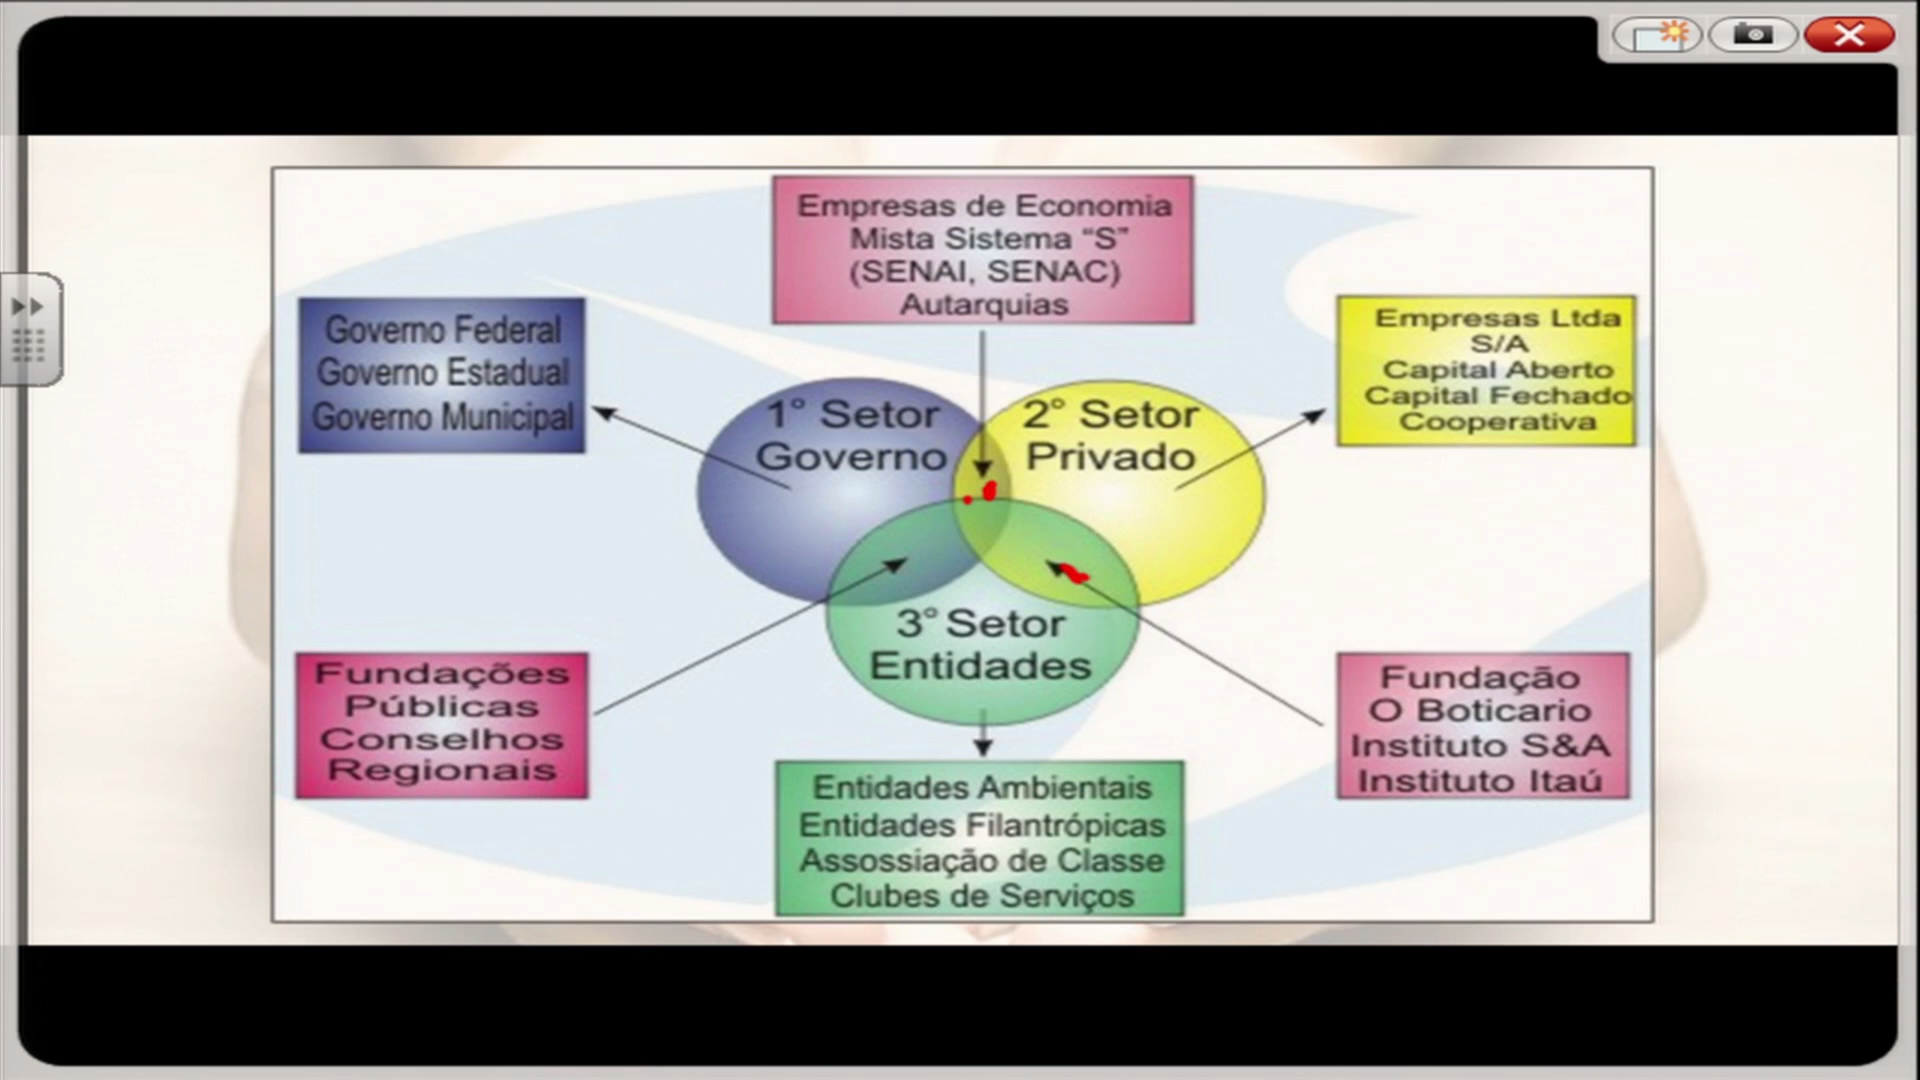 Empresas de Economia
Mista Sistema “S”
(SENAI, SENAC)
Autarquias
Governo Federal
Governo Estadual
Governo Municipal
Empresas Ltda
S/A
Capital Aberto
Capital Fechado
Cooperativa
1° Setor
Governo
2° Setor
Privado
3° Setor
Entidades
Fundações
Públicas
Conselhos
Regionais
Fundação
O Boticario
Instituto S&A
Instituto Itaú
Entidades Ambientais
Entidades Filantrópicas
Assossiação de Classe
Clubes de Serviços